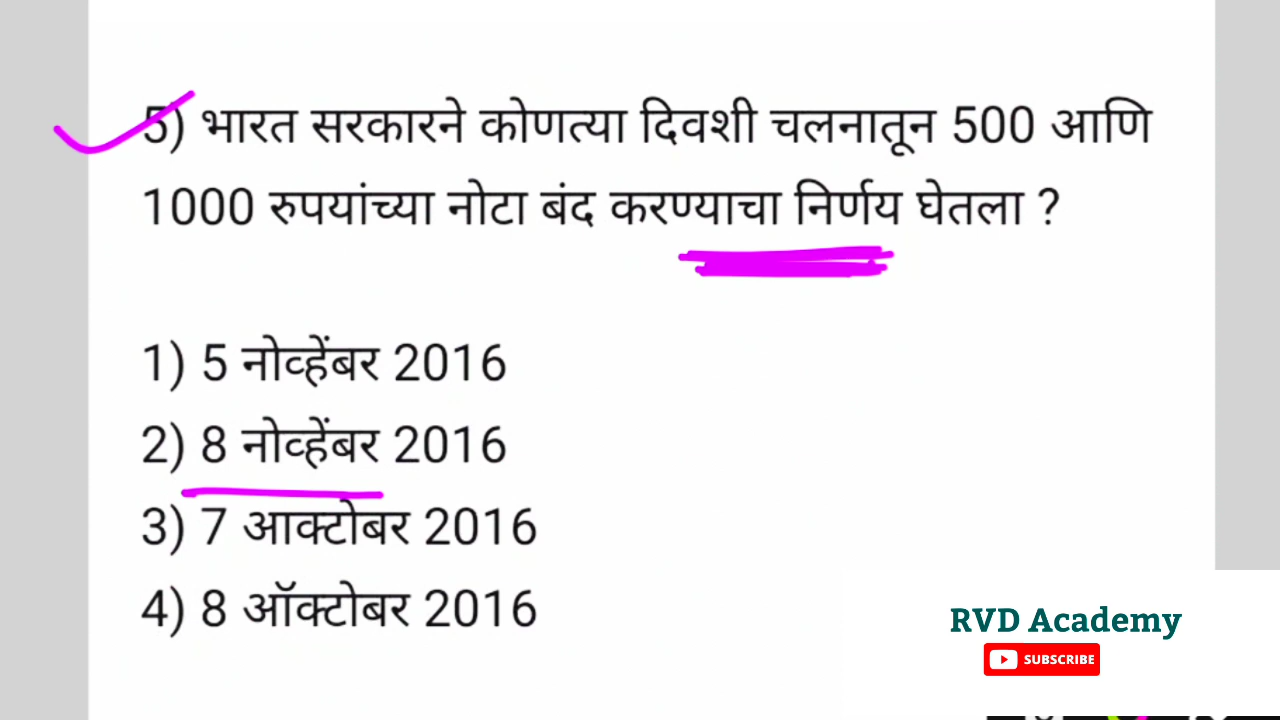 5) भारत सरकारने कोणत्या दिवशी चलनातून 500 आणि
1000 रुपयांच्या नोटा बंद करण्याचा निर्णय घेतला ?
1) 5 नोव्हेंबर 2016
2) 8 नोव्हेंबर 2016
3) 7 आक्टोबर 2016
4) 8 ऑक्टोबर 2016
RVD Academy
SUBSCRIBE